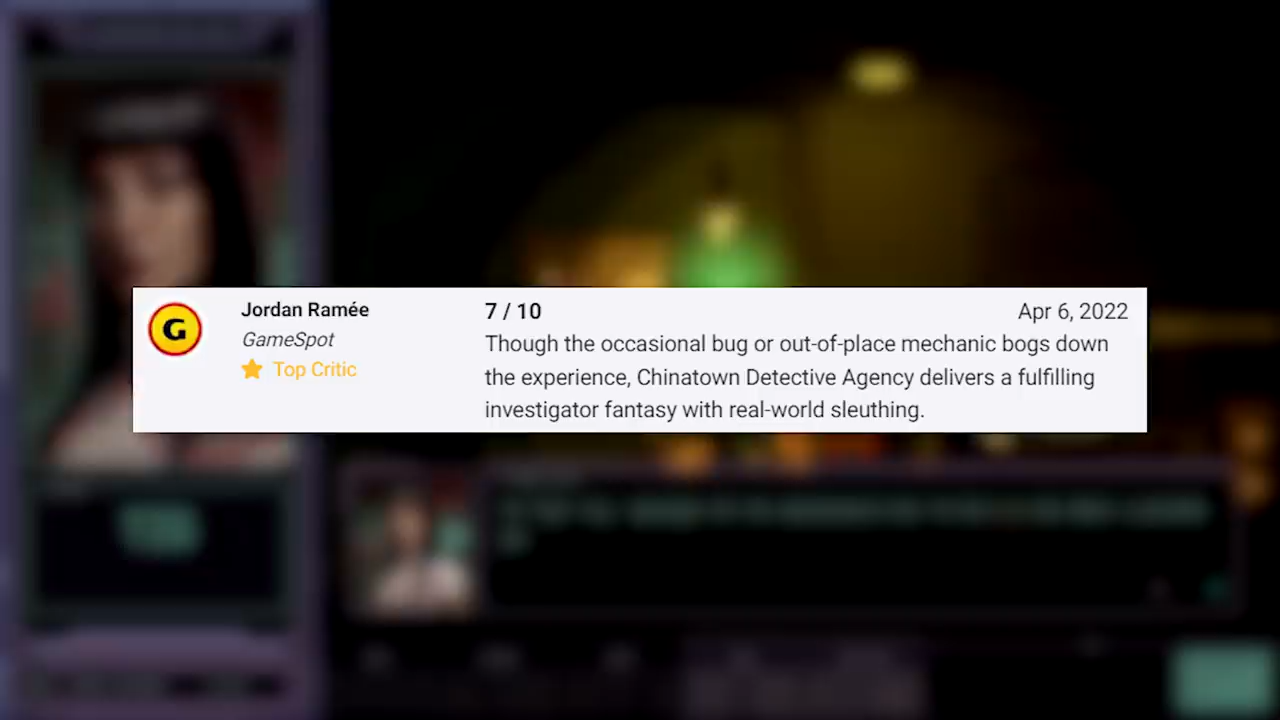 G
Jordan Ramée
GameSpot
Top Critic
7 / 10
Apr 6, 2022
Though the occasional bug or out-of-place mechanic bogs down
the experience, Chinatown Detective Agency delivers a fulfilling
investigator fantasy with real-world sleuthing.